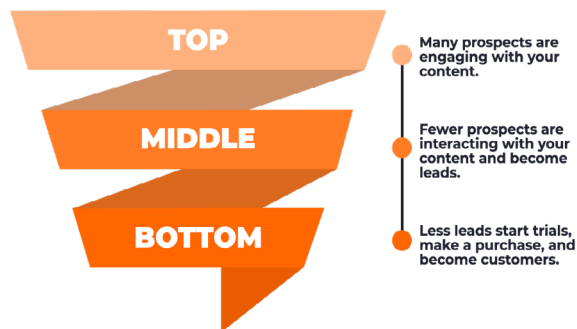 TOP
Many prospects are
engaging with your
content.
MIDDLE
Fewer prospects are
interacting with your
content and become
leads.
BOTTOM
Less leads start trials,
make a purchase, and
become customers.